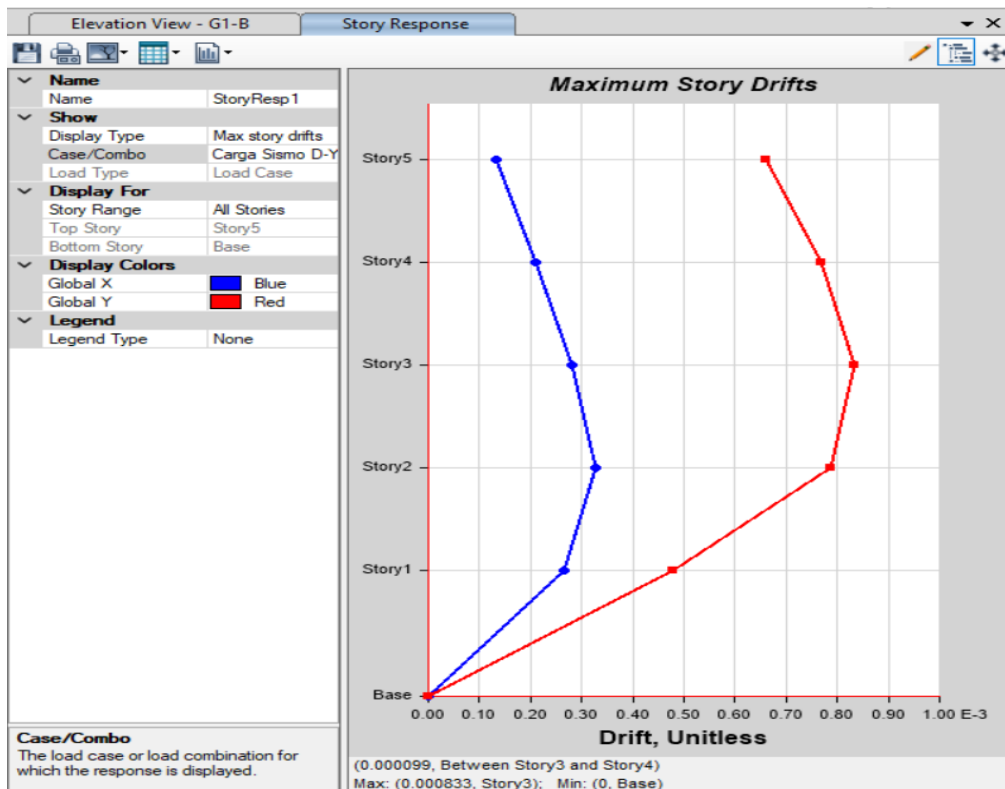 Elevation View - G1-B
Story Response
Name
Name StoryResp1
Show
Display Type Max story drifts
Case/Combo Carga Sismo D-Y
Load Type Load Case
Display For
Story Range All Stories
Top Story Story5
Bottom Story Base
Display Colors
Global X Blue
Global Y Red
Legend
Legend Type None
Case/Combo
The load case or load combination for
which the response is displayed.
Maximum Story Drifts
Story5
Story4
Story3
Story2
Story1
Base
0.00 0.10 0.20 0.30 0.40 0.50 0.60 0.70 0.80 0.90 1.00 E-3
Drift, Unitless
(0.000099, Between Story3 and Story4)
Max: (0.000833, Story3); Min: (0, Base)